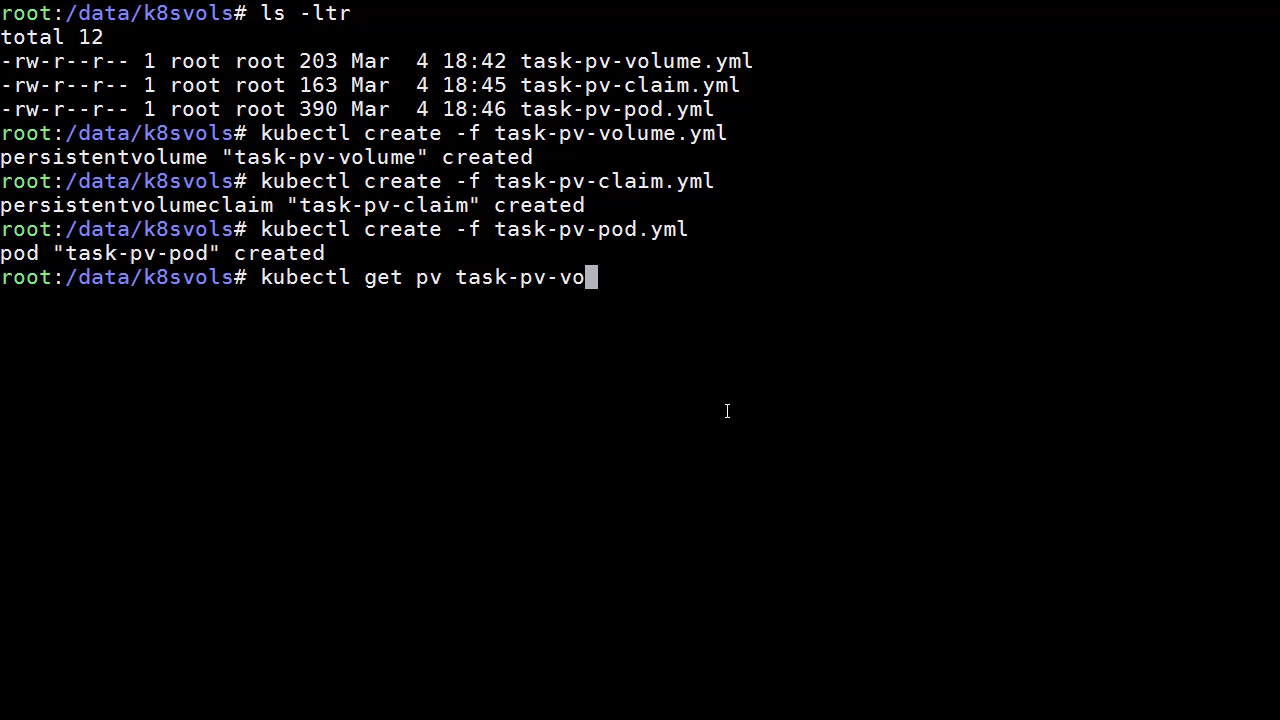 root:/data/k8svols# ls -ltr
total 12
-rw-r--r-- 1 root root 203 Mar  4 18:42 task-pv-volume.yml
-rw-r--r-- 1 root root 163 Mar  4 18:45 task-pv-claim.yml
-rw-r--r-- 1 root root 390 Mar  4 18:46 task-pv-pod.yml
root:/data/k8svols# kubectl create -f task-pv-volume.yml
persistentvolume "task-pv-volume" created
root:/data/k8svols# kubectl create -f task-pv-claim.yml
persistentvolumeclaim "task-pv-claim" created
root:/data/k8svols# kubectl create -f task-pv-pod.yml
pod "task-pv-pod" created
root:/data/k8svols# kubectl get pv task-pv-vo